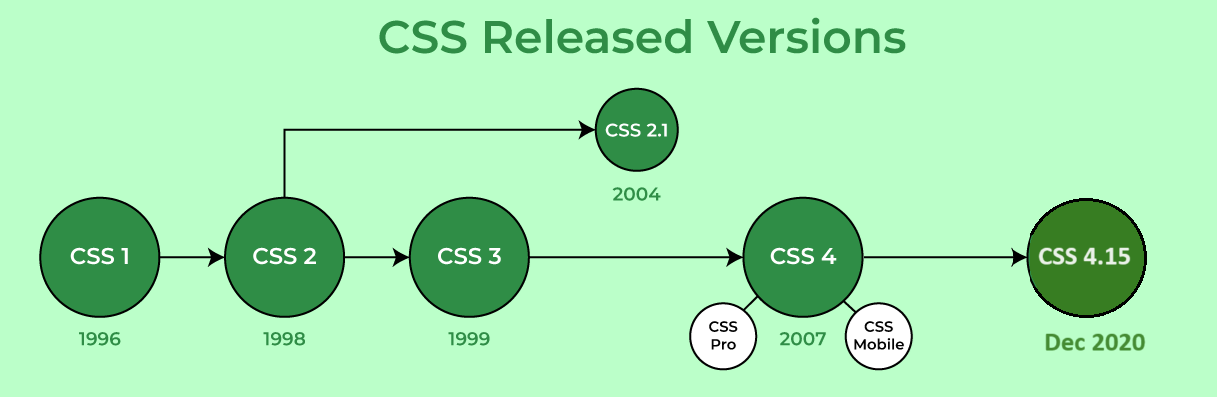 CSS Released Versions
CSS 2.1
2004
CSS 1
CSS 2
CSS 3
CSS 4
CSS 4.15
1996
1998
1999
CSS
Pro
2007
CSS
Mobile
Dec 2020